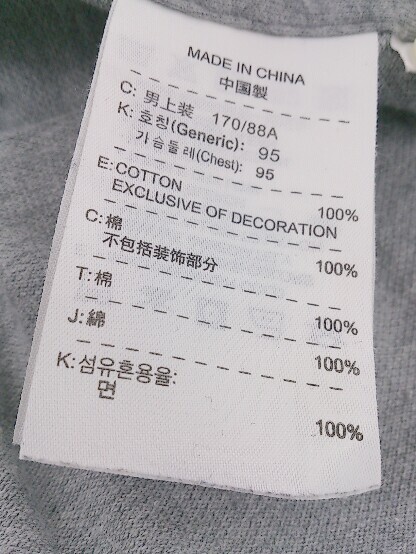 MADE IN CHINA
中国製
C: 男上装 170/88A
K: 호칭(Generic): 95
가슴둘레(Chest): 95
E: COTTON 100%
EXCLUSIVE OF DECORATION
C: 棉 100%
不包括装饰部分
T: 棉 100%
J: 綿 100%
K: 섬유혼용율:
면 100%